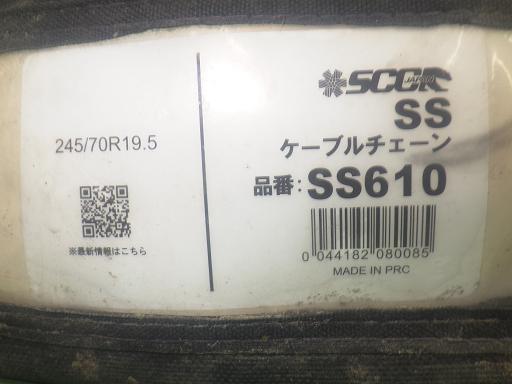 245/70R19.5
※最新情報はこちら
SCC JAPAN
SS
ケーブルチェーン
品番:SS610
0 044182 080085
MADE IN PRC